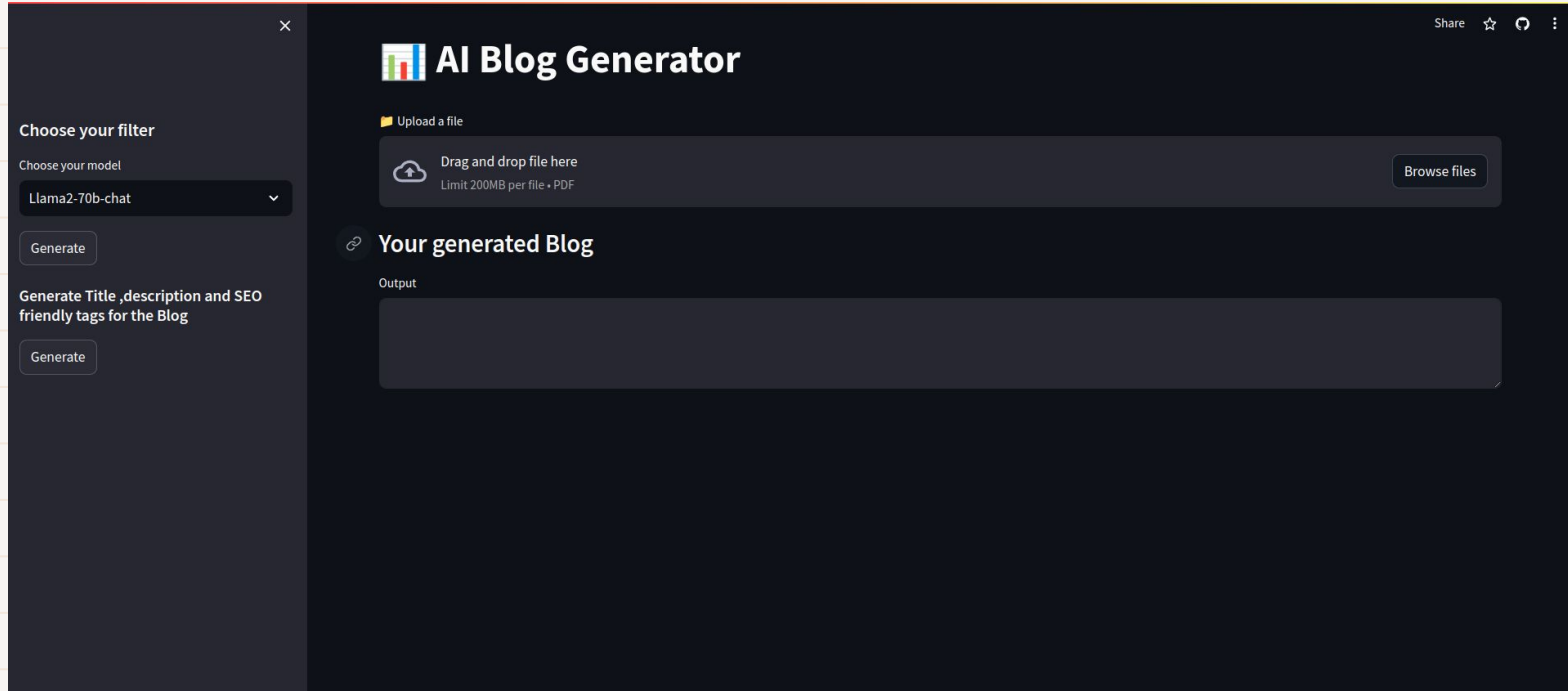 Share
📊 AI Blog Generator
Choose your filter
Choose your model
Llama2-70b-chat
Generate
Generate Title ,description and SEO
friendly tags for the Blog
Generate
📁 Upload a file
Drag and drop file here
Limit 200MB per file • PDF
Browse files
Your generated Blog
Output